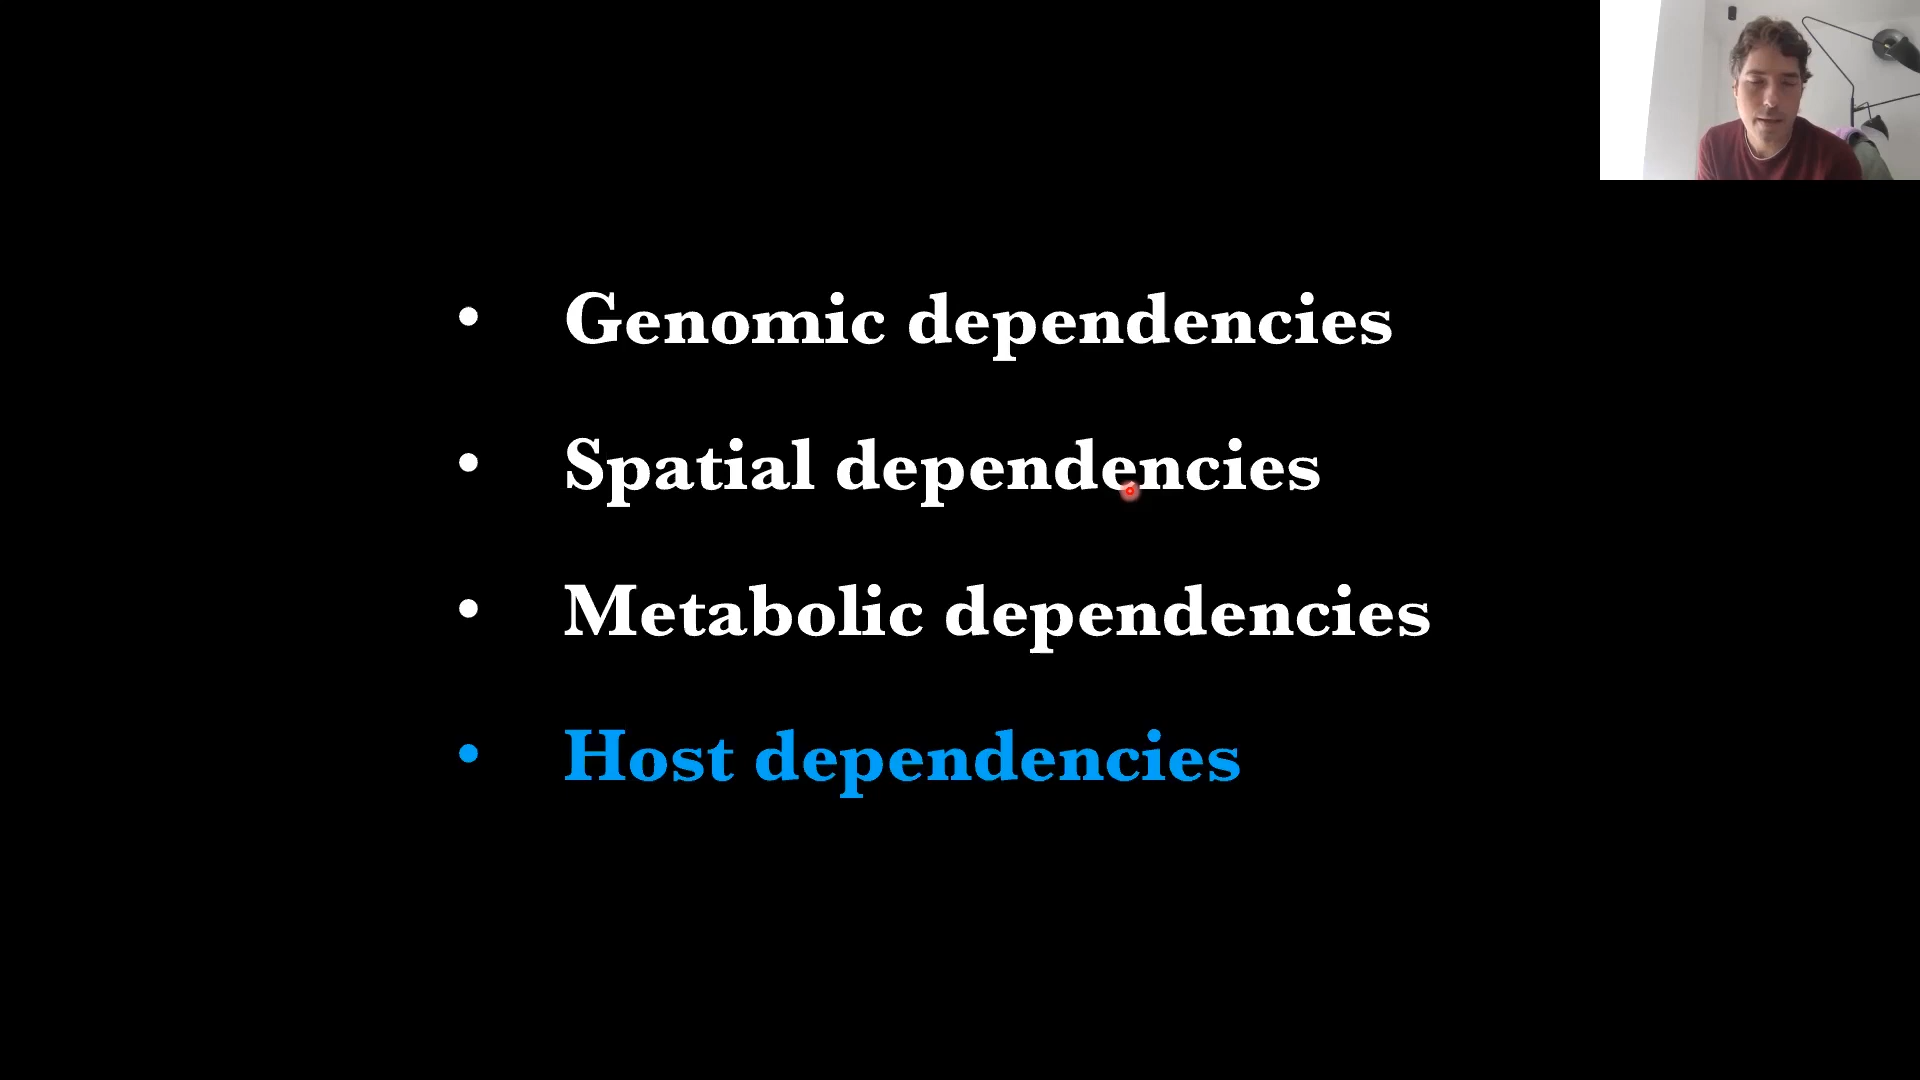 • Genomic dependencies
• Spatial dependencies
• Metabolic dependencies
• Host dependencies